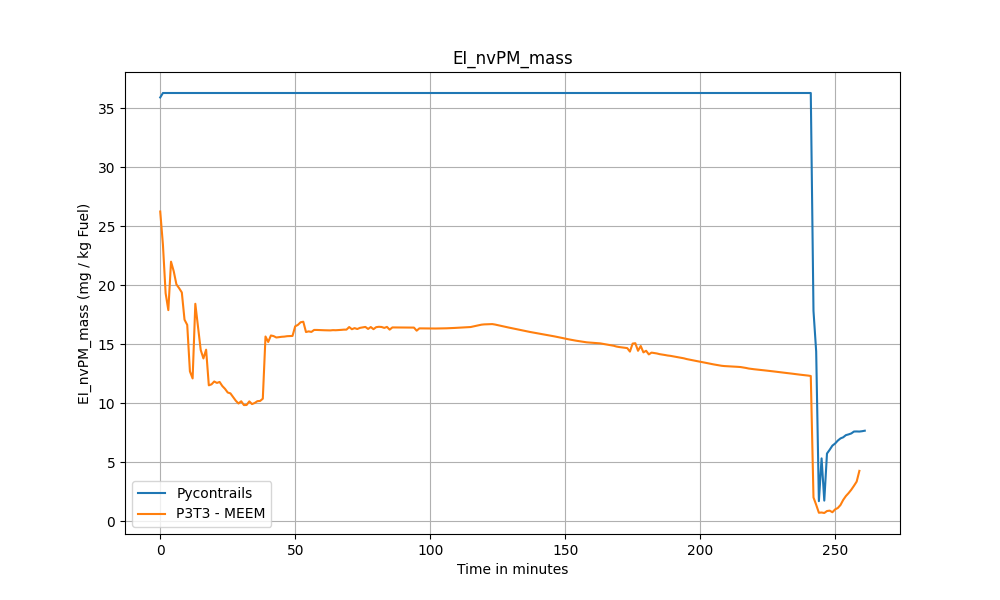 EI_nvPM_mass
EI_nvPM_mass (mg / kg Fuel)
35
30
25
20
15
10
5
0
Pycontrails
P3T3 - MEEM
0 50 100 150 200 250
Time in minutes